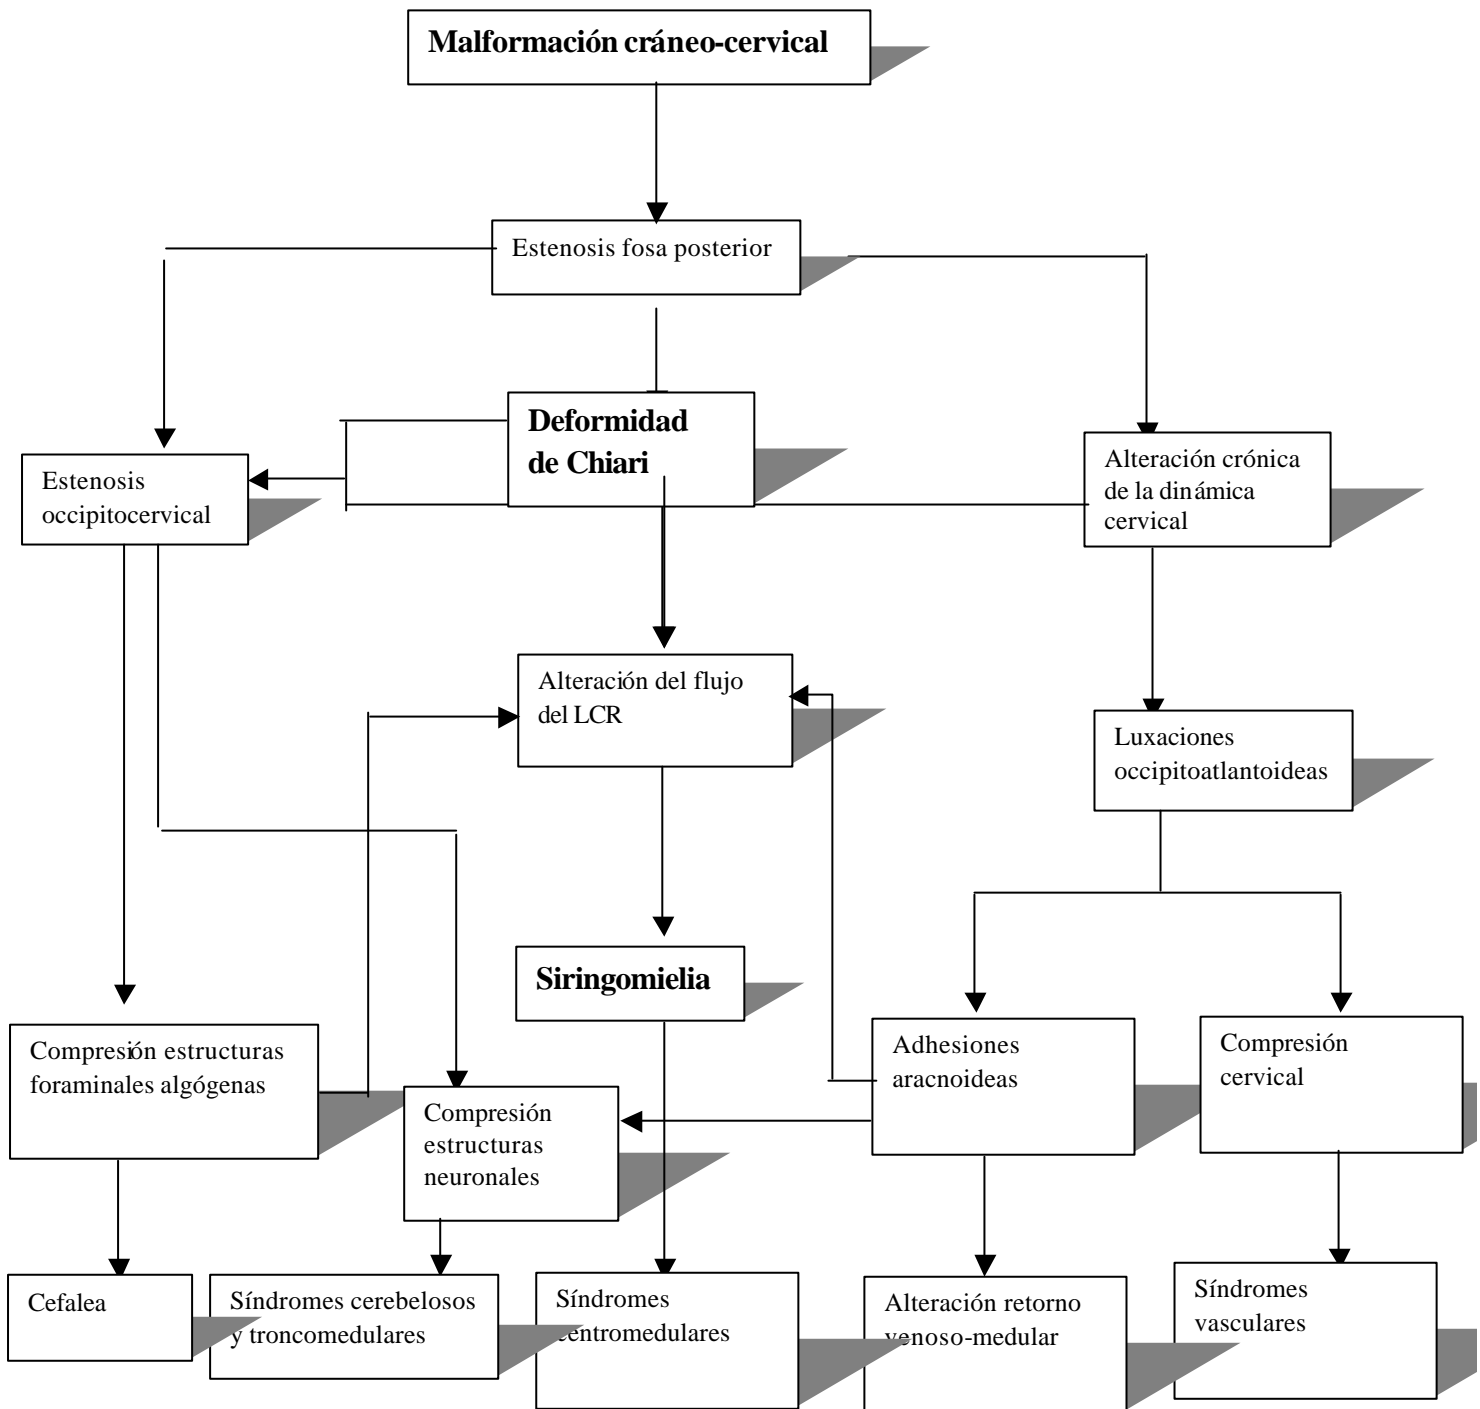 Malformación cráneo-cervical
Estenosis fosa posterior
Deformidad
de Chiari
Estenosis
occipitocervical
Alteración crónica
de la dinámica
cervical
Alteración del flujo
del LCR
Luxaciones
occipitoatlantoideas
Siringomielia
Compresión estructuras
foraminales algógenas
Compresión
estructuras
neuronales
Adhesiones
aracnoideas
Compresión
cervical
Cefalea
Síndromes cerebelosos
y troncomedulares
Síndromes
centromedulares
Alteración retorno
venoso-medular
Síndromes
vasculares